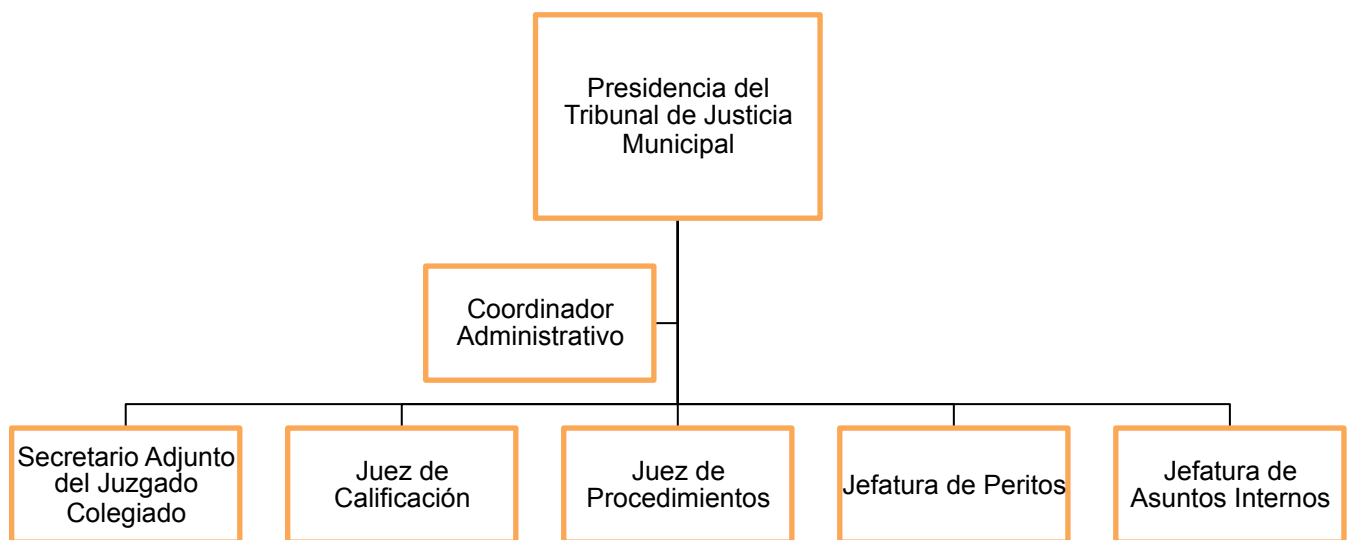 Presidencia del
Tribunal de Justicia
Municipal
Coordinador
Administrativo
Secretario Adjunto
del Juzgado
Colegiado
Juez de
Calificación
Juez de
Procedimientos
Jefatura de Peritos
Jefatura de
Asuntos Internos